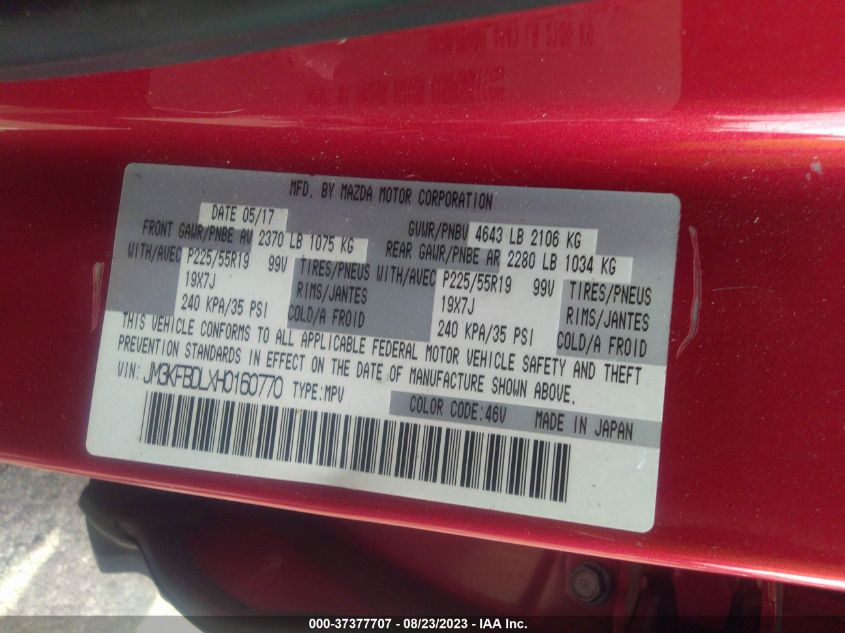 MFD. BY MAZDA MOTOR CORPORATION
DATE 05/17 GVWR/PNBV 4643 LB 2106 KG
FRONT GAWR/PNBE AV 2370 LB 1075 KG REAR GAWR/PNBE AR 2280 LB 1034 KG
WITH/AVEC P225/55R19 99V TIRES/PNEUS WITH/AVEC P225/55R19 99V TIRES/PNEUS
19X7J RIMS/JANTES 19X7J RIMS/JANTES
240 KPA/35 PSI COLD/A FROID 240 KPA/35 PSI COLD/A FROID
THIS VEHICLE CONFORMS TO ALL APPLICABLE FEDERAL MOTOR VEHICLE SAFETY AND THEFT
PREVENTION STANDARDS IN EFFECT ON THE DATE OF MANUFACTURE SHOWN ABOVE.
VIN: JM3KFBDLXH0160770 TYPE:MPV
COLOR CODE:46V MADE IN JAPAN
000-37377707 - 08/23/2023 - IAA Inc.